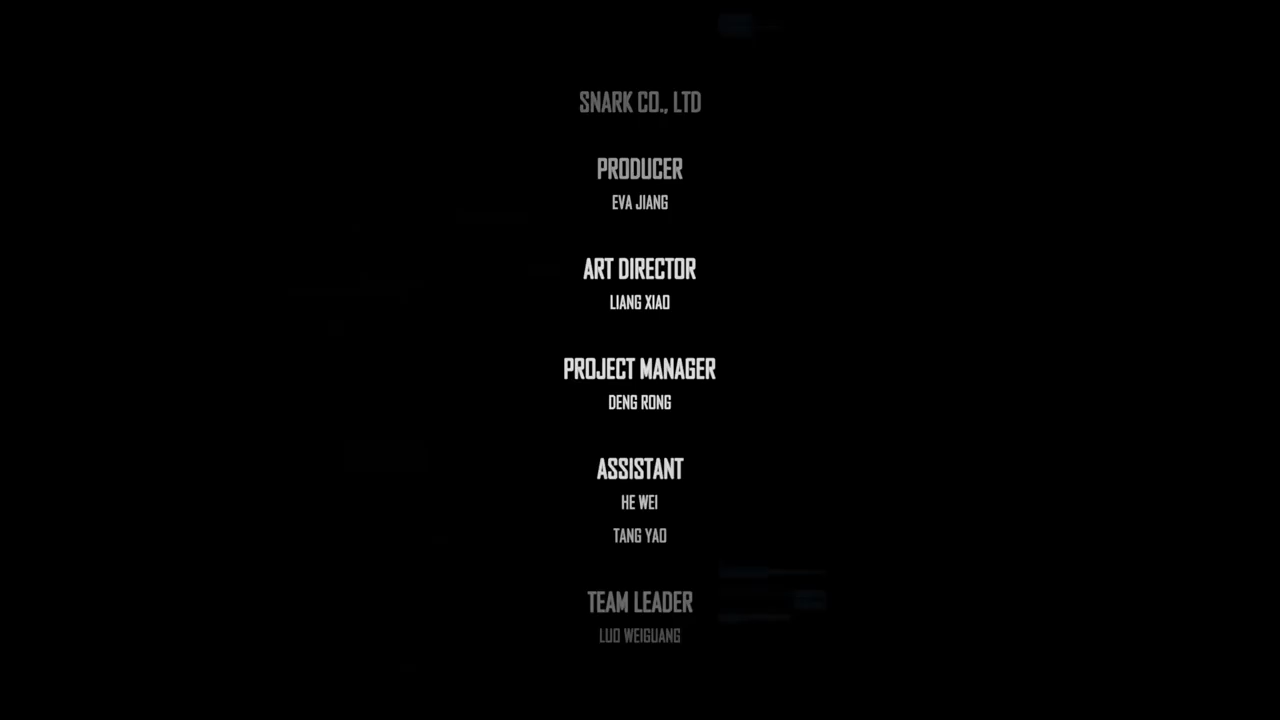 SNARK CO., LTD
PRODUCER
EVA JIANG
ART DIRECTOR
LIANG XIAO
PROJECT MANAGER
DENG RONG
ASSISTANT
HE WEI
TANG YAO
TEAM LEADER
LUO WEIGUANG